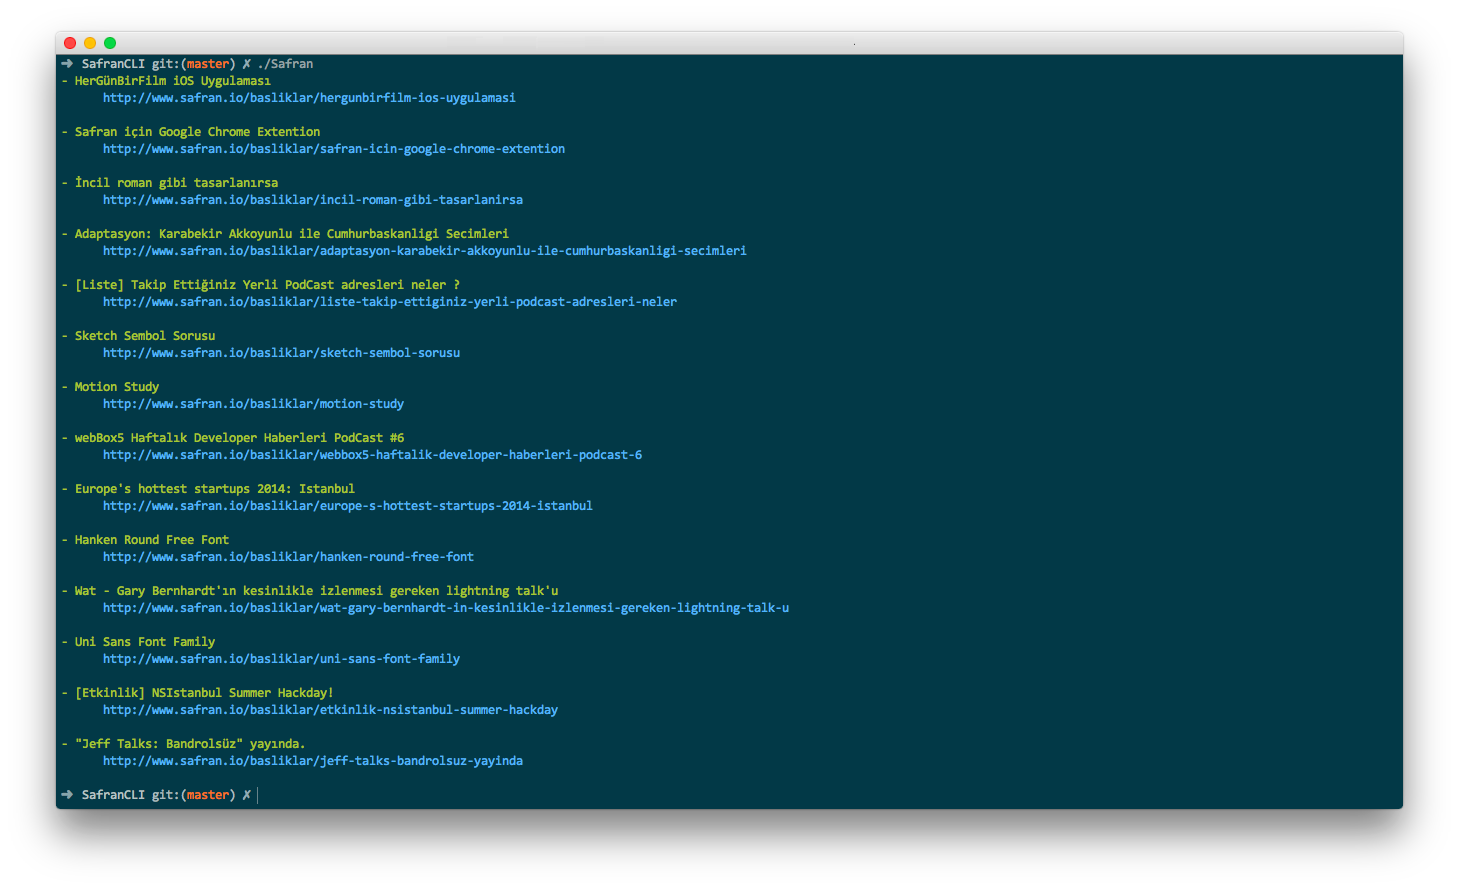 ➜ SafranCLI git:(master) ✗ ./Safran
- HerGünBirFilm iOS Uygulaması
http://www.safran.io/basliklar/hergunbirfilm-ios-uygulamasi
- Safran için Google Chrome Extention
http://www.safran.io/basliklar/safran-icin-google-chrome-extention
- İncil roman gibi tasarlanırsa
http://www.safran.io/basliklar/incil-roman-gibi-tasarlanirsa
- Adaptasyon: Karabekir Akkoyunlu ile Cumhurbaskanligi Secimleri
http://www.safran.io/basliklar/adaptasyon-karabekir-akkoyunlu-ile-cumhurbaskanligi-secimleri
- [Liste] Takip Ettiğiniz Yerli PodCast adresleri neler ?
http://www.safran.io/basliklar/liste-takip-ettiginiz-yerli-podcast-adresleri-neler
- Sketch Sembol Sorusu
http://www.safran.io/basliklar/sketch-sembol-sorusu
- Motion Study
http://www.safran.io/basliklar/motion-study
- webBox5 Haftalık Developer Haberleri PodCast #6
http://www.safran.io/basliklar/webbox5-haftalik-developer-haberleri-podcast-6
- Europe's hottest startups 2014: Istanbul
http://www.safran.io/basliklar/europe-s-hottest-startups-2014-istanbul
- Hanken Round Free Font
http://www.safran.io/basliklar/hanken-round-free-font
- Wat - Gary Bernhardt'ın kesinlikle izlenmesi gereken lightning talk'u
http://www.safran.io/basliklar/wat-gary-bernhardt-in-kesinlikle-izlenmesi-gereken-lightning-talk-u
- Uni Sans Font Family
http://www.safran.io/basliklar/uni-sans-font-family
- [Etkinlik] NSIstanbul Summer Hackday!
http://www.safran.io/basliklar/etkinlik-nsistanbul-summer-hackday
- "Jeff Talks: Bandrolsüz" yayında.
http://www.safran.io/basliklar/jeff-talks-bandrolsuz-yayinda
➜ SafranCLI git:(master) ✗